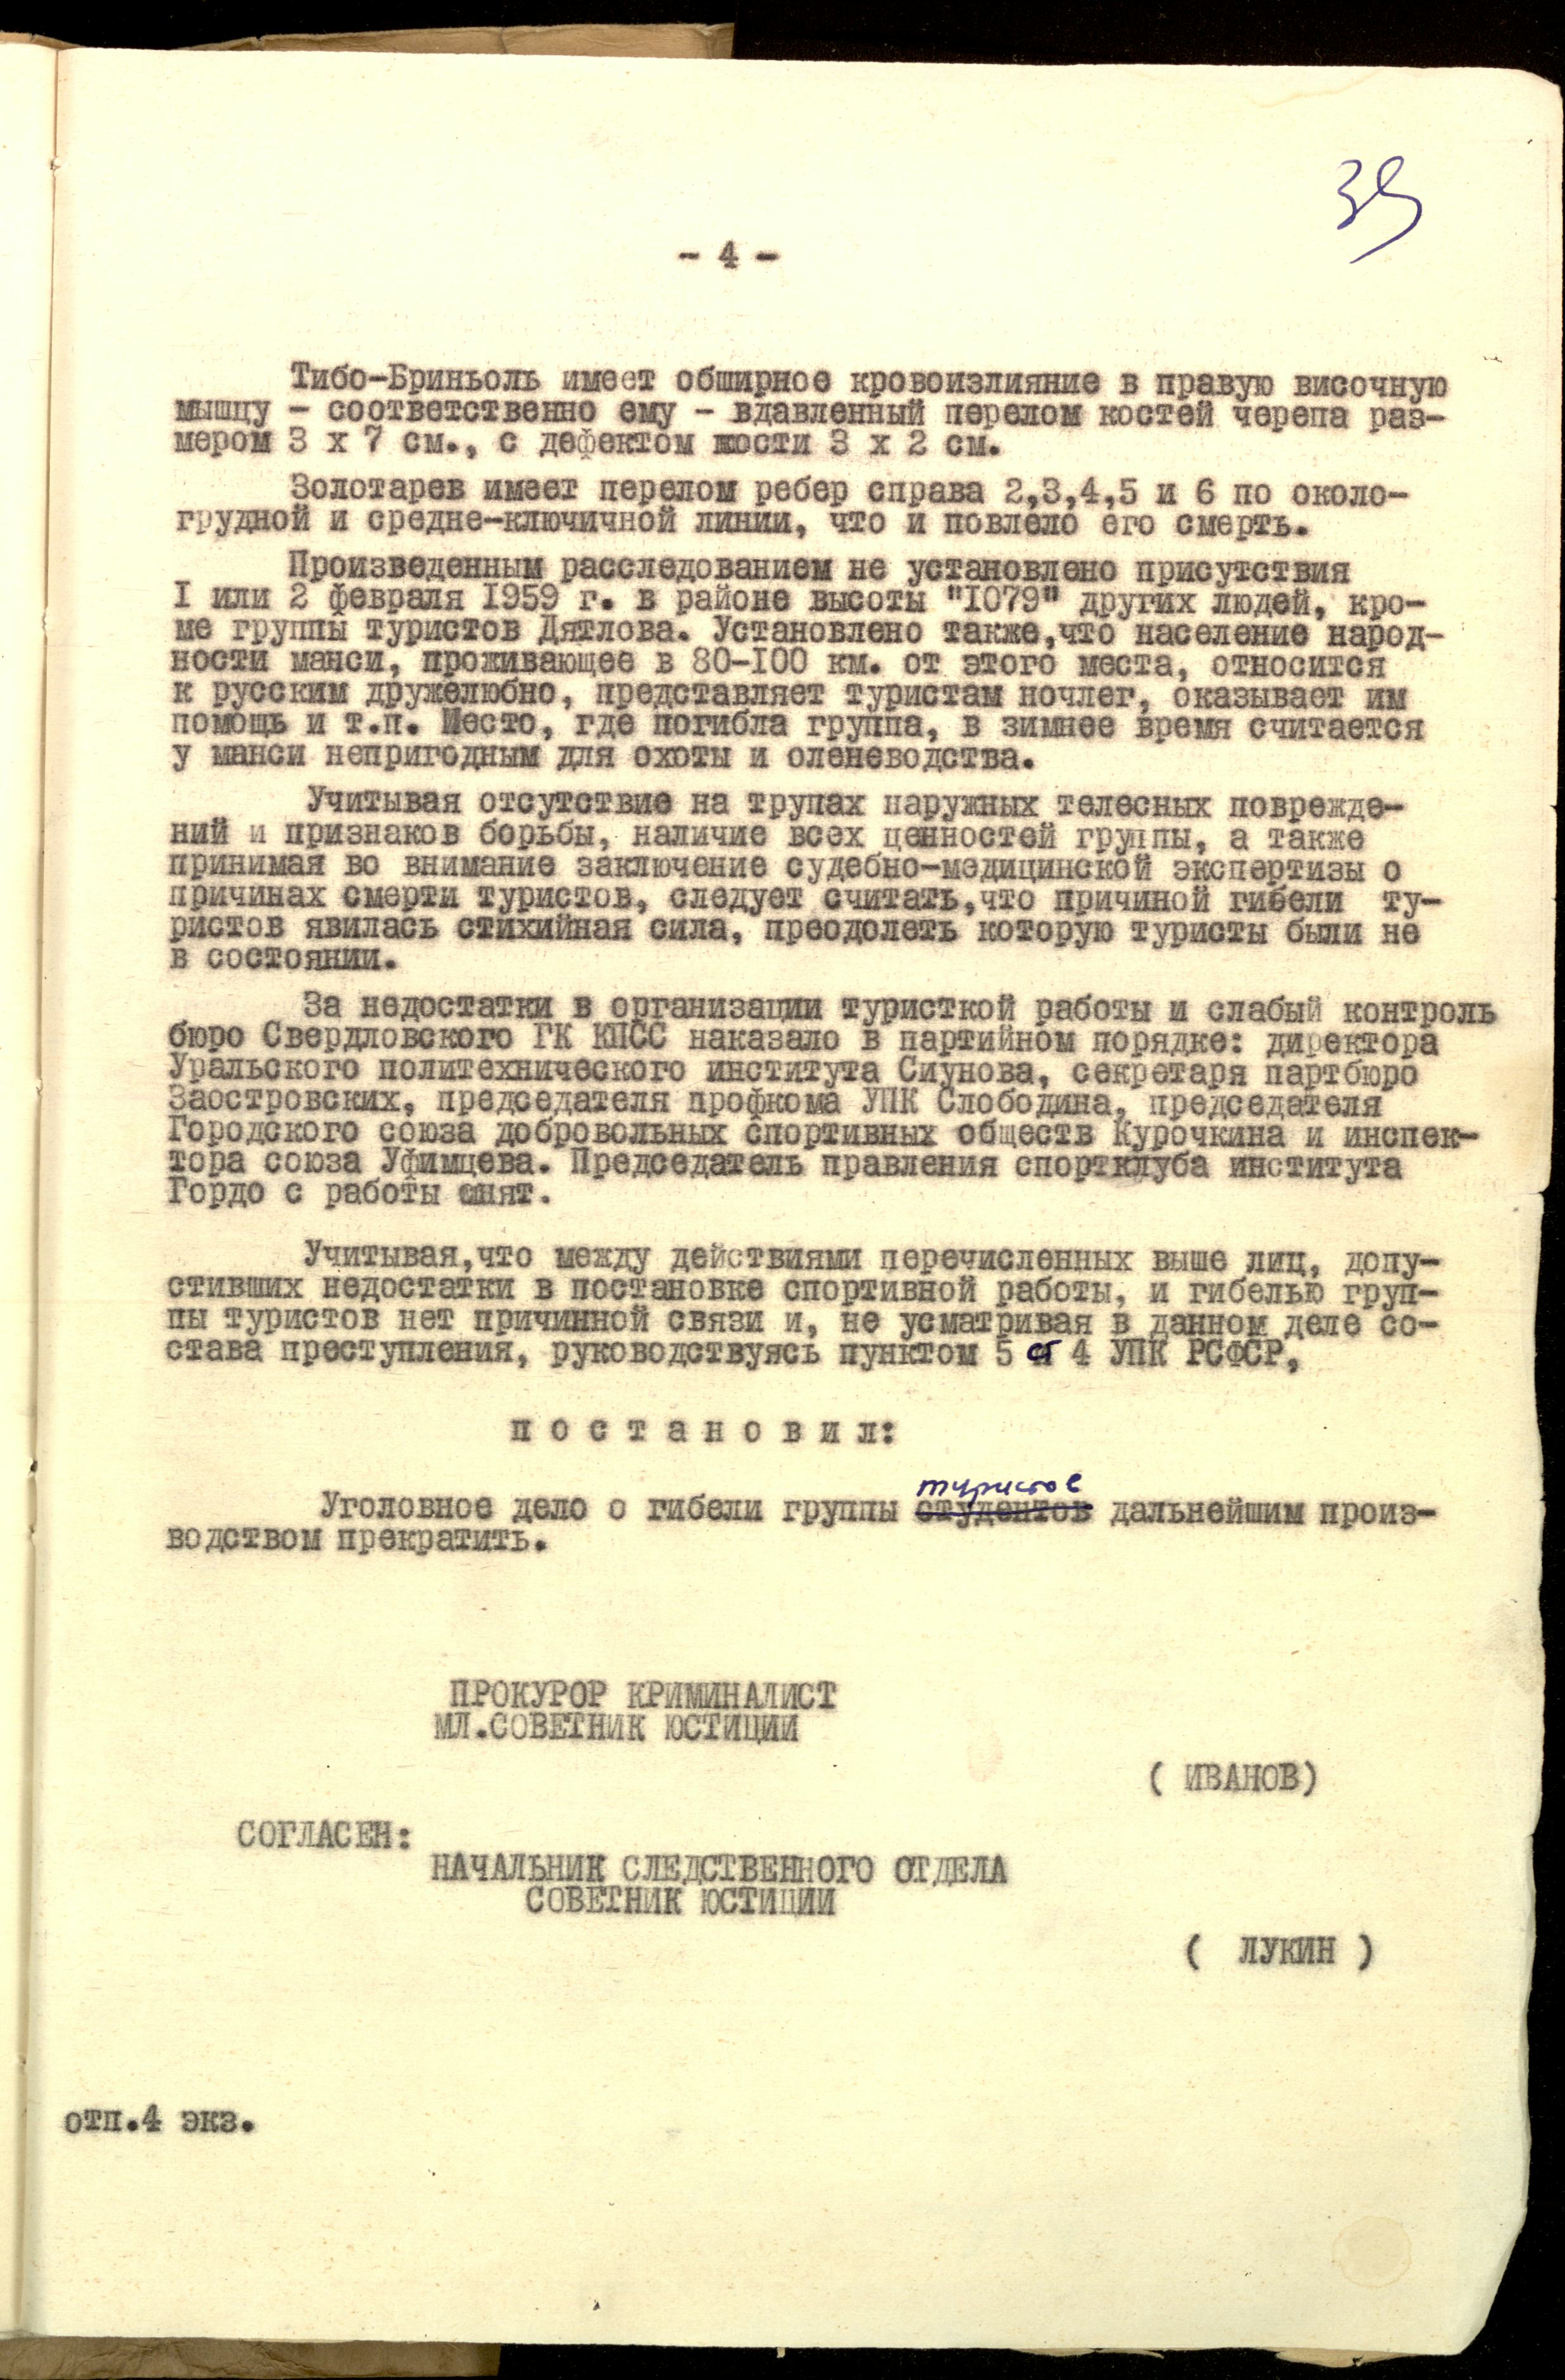 39
- 4 -
Тибо-Бриньоль имеет обширное кровоизлияние в правую височную
мышцу - соответственно ему - вдавленный перелом костей черепа раз-
мером 3 х 7 см., с дефектом кости 3 х 2 см.
Золотарев имеет перелом ребер справа 2,3,4,5 и 6 по около-
грудной и средне-ключичной линии, что и повлело его смерть.
Произведенным расследованием не установлено присутствия
I или 2 февраля 1959 г. в районе высоты "1079" других людей, кро-
ме группы туристов Дятлова. Установлено также,что население народ-
ности манси, проживающее в 80-100 км. от этого места, относится
к русским дружелюбно, представляет туристам ночлег, оказывает им
помощь и т.п. Место, где погибла группа, в зимнее время считается
у манси непригодным для охоты и оленеводства.
Учитывая отсутствие на трупах наружных телесных поврежде-
ний и признаков борьбы, наличие всех ценностей группы, а также
принимая во внимание заключение судебно-медицинской экспертизы о
причинах смерти туристов, следует считать,что причиной гибели ту-
ристов явилась стихийная сила, преодолеть которую туристы были не
в состоянии.
За недостатки в организации туристкой работы и слабый контроль
бюро Свердловского ГК КПСС наказало в партийном порядке: директора
Уральского политехнического института Сиунова, секретаря партбюро
Заостровских, председателя профкома УПК Слободина, председателя
Городского союза добровольных спортивных обществ Курочкина и инспек-
тора союза Уфимцева. Председатель правления спортклуба института
Гордо с работы снят.
Учитывая,что между действиями перечисленных выше лиц, допу-
стивших недостатки в постановке спортивной работы, и гибелью груп-
пы туристов нет причинной связи и, не усматривая в данном деле со-
става преступления, руководствуясь пунктом 5 ст 4 УПК РСФСР,
п о с т а н о в и л:
туристов
Уголовное дело о гибели группы студентов дальнейшим произ-
водством прекратить.
ПРОКУРОР КРИМИНАЛИСТ
МЛ.СОВЕТНИК ЮСТИЦИИ
( ИВАНОВ)
СОГЛАСЕН:
НАЧАЛЬНИК СЛЕДСТВЕННОГО ОТДЕЛА
СОВЕТНИК ЮСТИЦИИ
( ЛУКИН )
отп.4 экз.